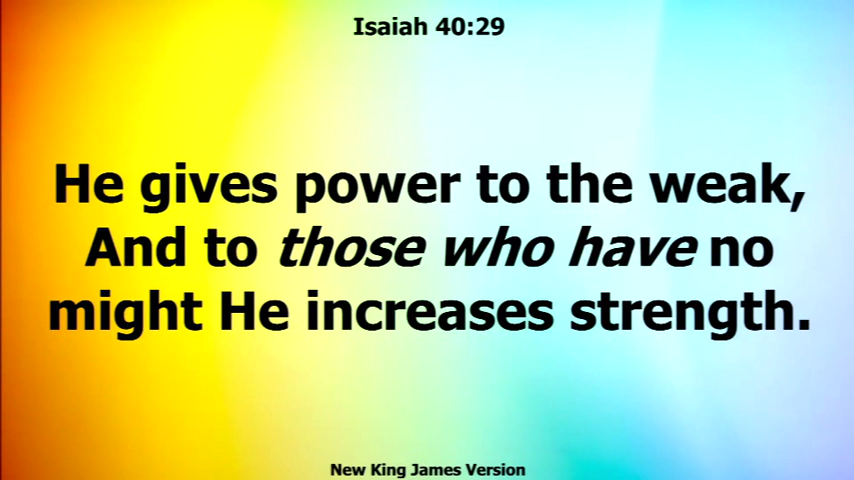 Isaiah 40:29
He gives power to the weak,
And to those who have no
might He increases strength.
New King James Version